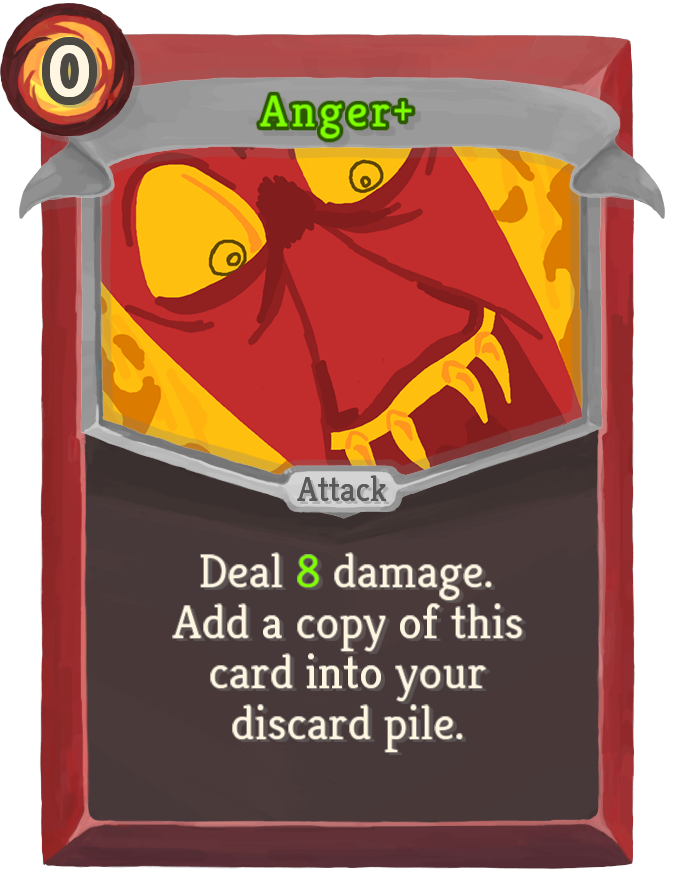 0
Anger+
Attack
Deal 8 damage.
Add a copy of this
card into your
discard pile.